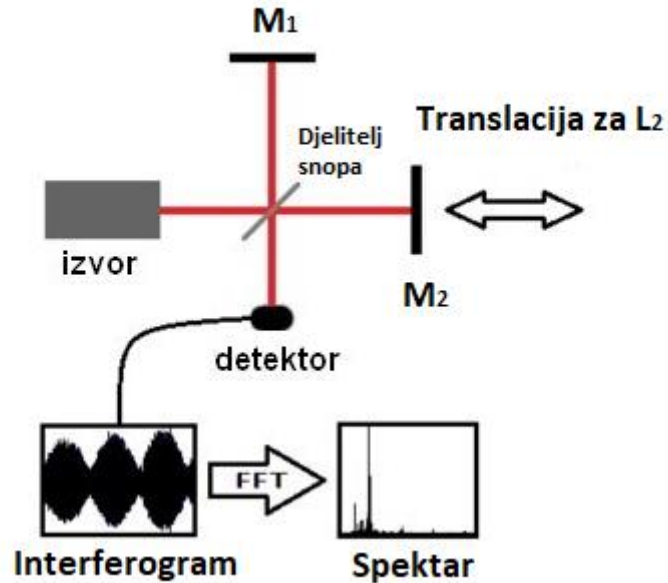 M₁
Djelitelj
snopa
Translacija za L₂
izvor
M₂
detektor
FFT
Interferogram
Spektar